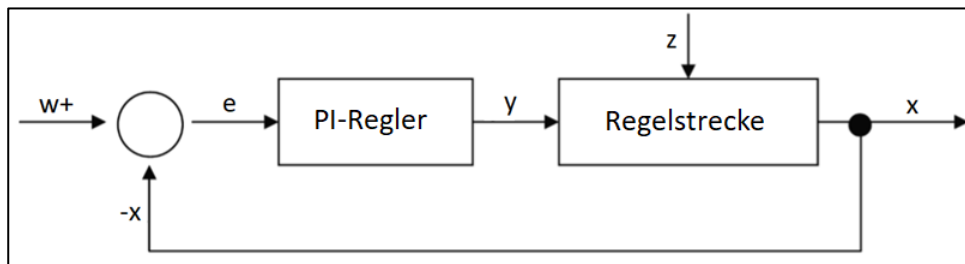 z
w+
e
PI-Regler
y
Regelstrecke
x
-x